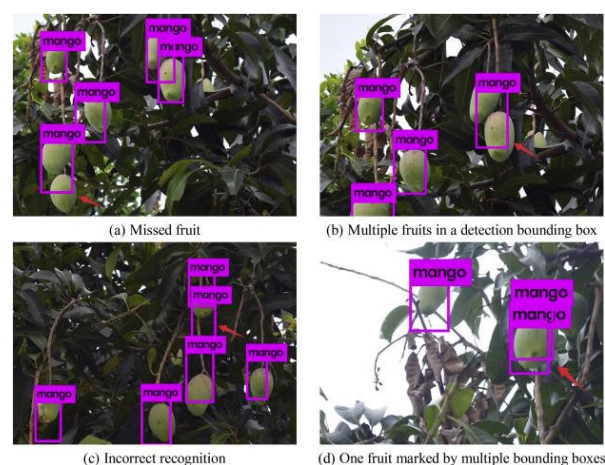 mango
mango
mango
mango
mango
(a) Missed fruit
mango
mango
mango
mango
(b) Multiple fruits in a detection bounding box
mango
mango
mango
mango
mango
mango
(c) Incorrect recognition
mango
mango
mango
(d) One fruit marked by multiple bounding boxes